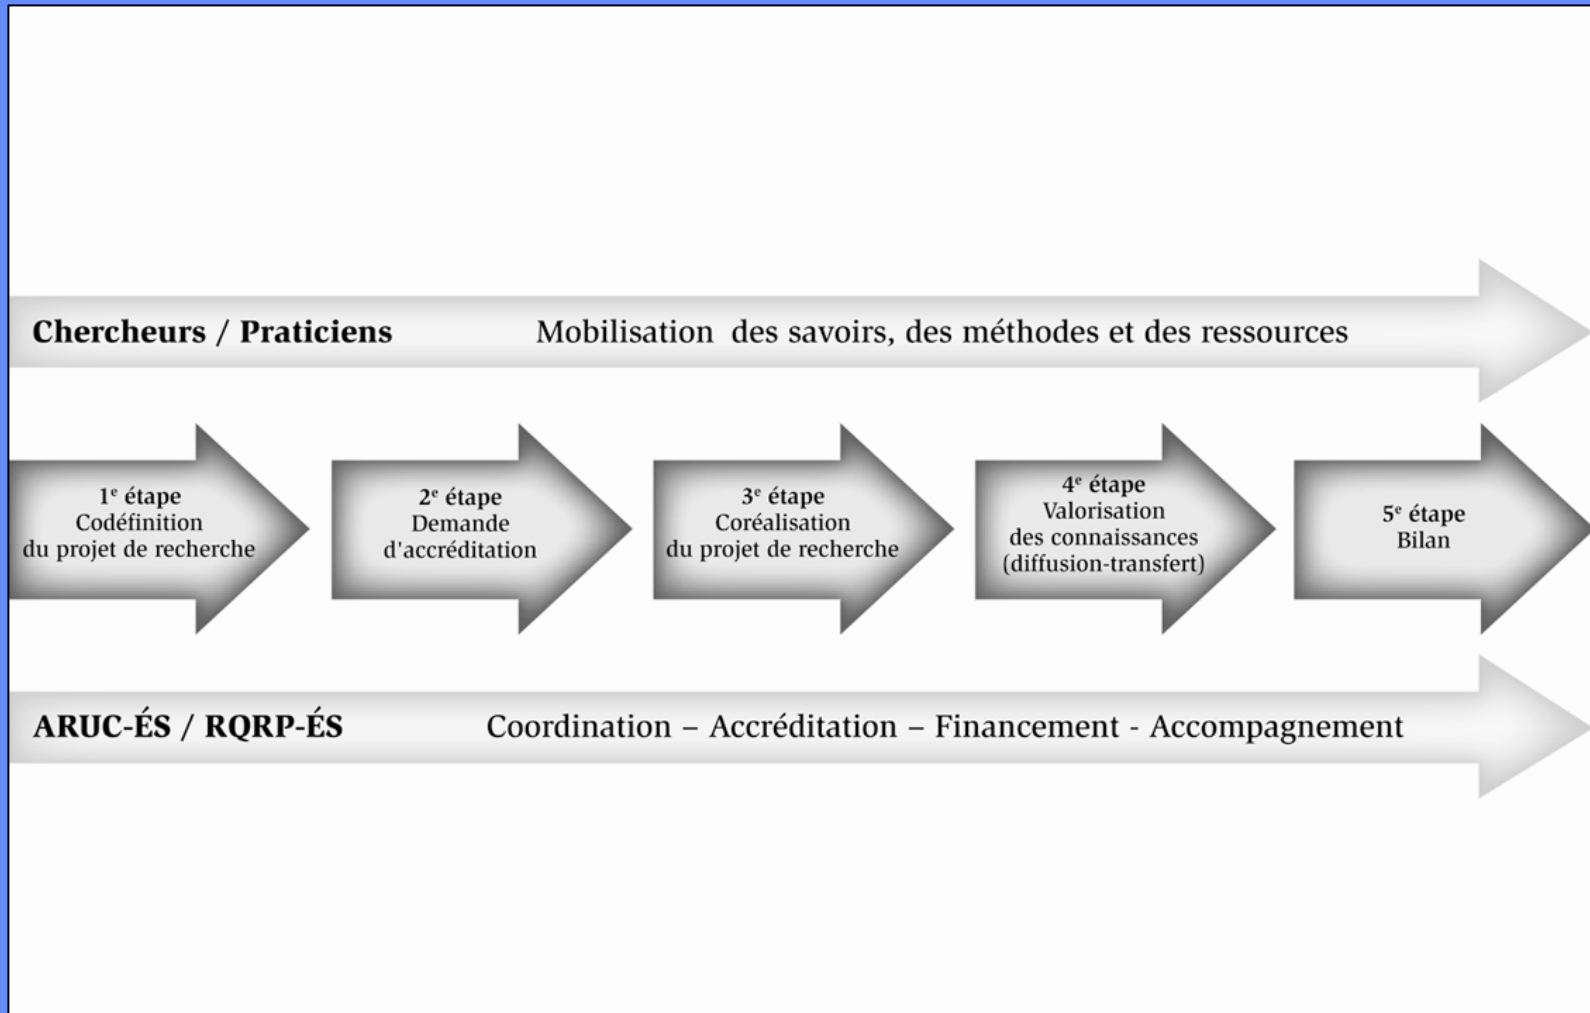 Chercheurs / Praticiens Mobilisation des savoirs, des méthodes et des ressources
1e étape
Codéfinition
du projet de recherche
2e étape
Demande
d'accréditation
3e étape
Coréalisation
du projet de recherche
4e étape
Valorisation
des connaissances
(diffusion-transfert)
5e étape
Bilan
ARUC-ÉS / RQRP-ÉS Coordination – Accréditation – Financement - Accompagnement